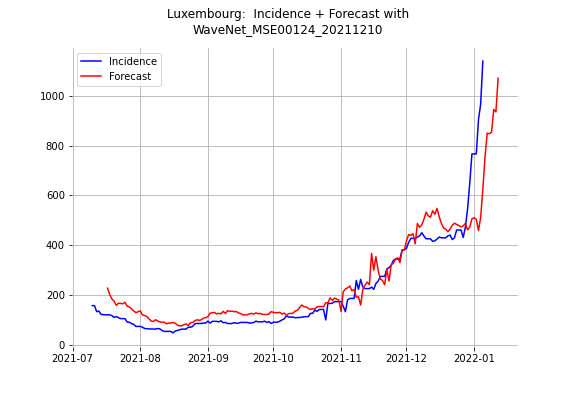 Luxembourg:  Incidence + Forecast with
WaveNet_MSE00124_20211210
Incidence
Forecast
1000
800
600
400
200
0
2021-07 2021-08 2021-09 2021-10 2021-11 2021-12 2022-01